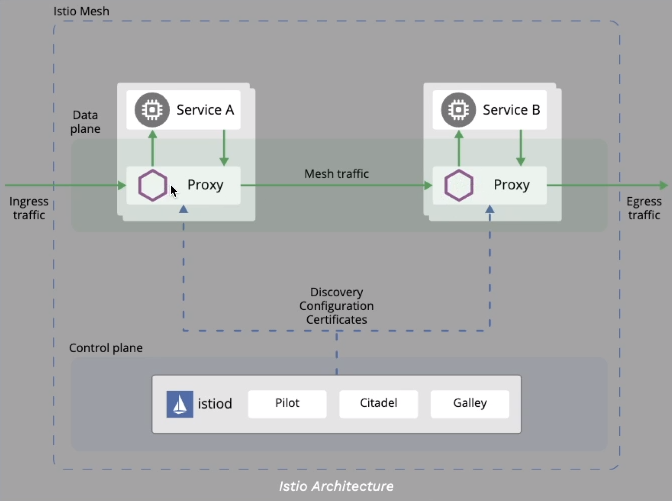 Istio Mesh
Data
plane
Service A
Service B
Proxy
Mesh traffic
Proxy
Ingress
traffic
Egress
traffic
Discovery
Configuration
Certificates
Control plane
istiod
Pilot
Citadel
Galley
Istio Architecture